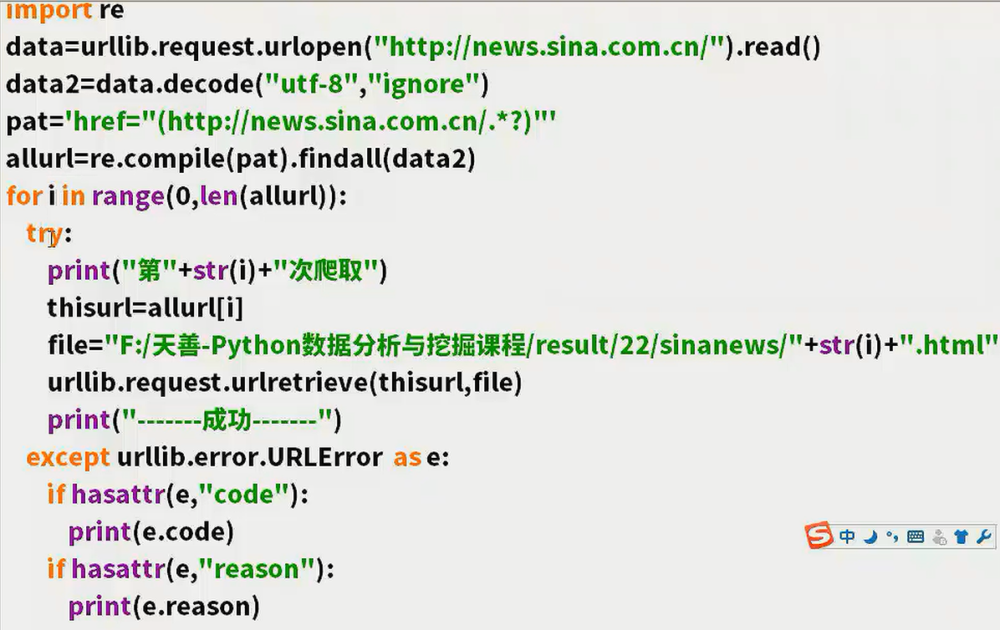 import re
data=urllib.request.urlopen("http://news.sina.com.cn/").read()
data2=data.decode("utf-8","ignore")
pat='href="(http://news.sina.com.cn/.*?)"'
allurl=re.compile(pat).findall(data2)
for i in range(0,len(allurl)):
    try:
        print("第"+str(i)+"次爬取")
        thisurl=allurl[i]
        file="F:/天善-Python数据分析与挖掘课程/result/22/sinanews/"+str(i)+".html"
        urllib.request.urlretrieve(thisurl,file)
        print("-------成功-------")
    except urllib.error.URLError as e:
        if hasattr(e,"code"):
            print(e.code)
        if hasattr(e,"reason"):
            print(e.reason)
S 中